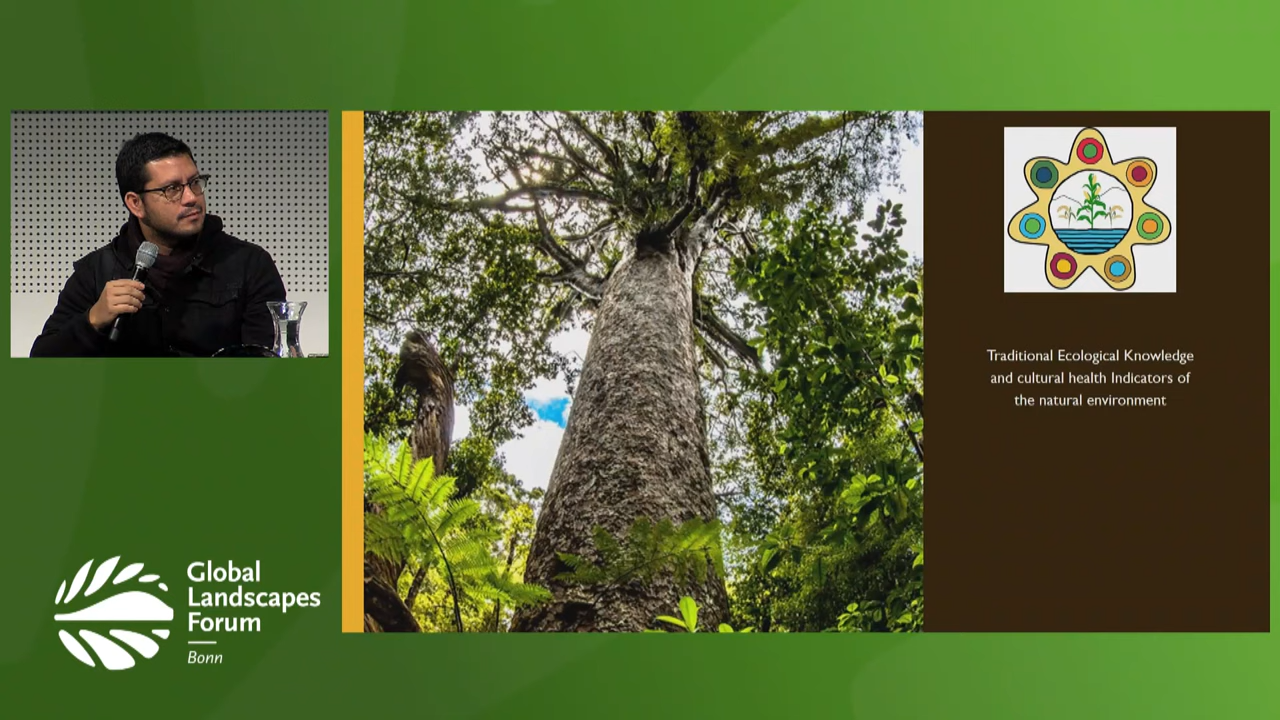 Traditional Ecological Knowledge
and cultural health Indicators of
the natural environment
Global
Landscapes
Forum
Bonn